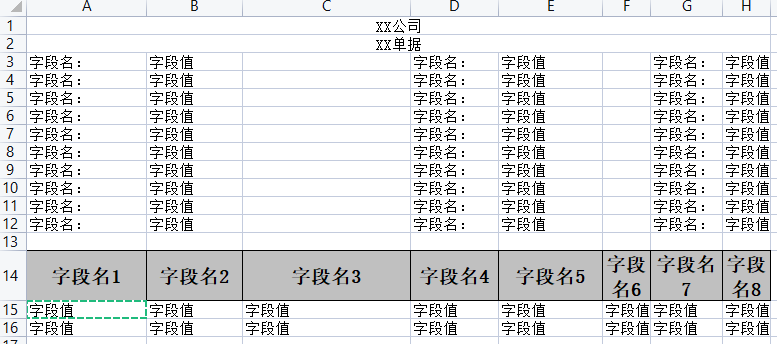 A B C D E F G H
1 XX公司
2 XX单据
3 字段名: 字段值 字段名: 字段值 字段名: 字段值
4 字段名: 字段值 字段名: 字段值 字段名: 字段值
5 字段名: 字段值 字段名: 字段值 字段名: 字段值
6 字段名: 字段值 字段名: 字段值 字段名: 字段值
7 字段名: 字段值 字段名: 字段值 字段名: 字段值
8 字段名: 字段值 字段名: 字段值 字段名: 字段值
9 字段名: 字段值 字段名: 字段值 字段名: 字段值
10 字段名: 字段值 字段名: 字段值 字段名: 字段值
11 字段名: 字段值 字段名: 字段值 字段名: 字段值
12 字段名: 字段值 字段名: 字段值 字段名: 字段值
13
14 字段名1 字段名2 字段名3 字段名4 字段名5 字段名6 字段名7 字段名8
15 字段值 字段值 字段值 字段值 字段值 字段值 字段值 字段值
16 字段值 字段值 字段值 字段值 字段值 字段值 字段值 字段值